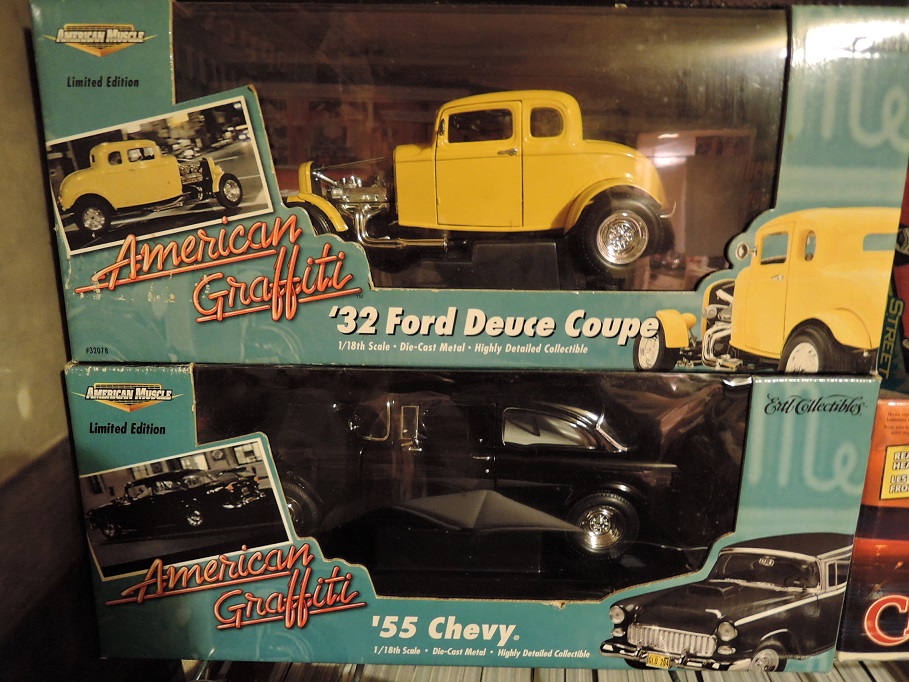 AMERICAN MUSCLE
Limited Edition
American
Graffiti
™
'32 Ford Deuce Coupe
1/18th Scale • Die-Cast Metal • Highly Detailed Collectible
#32078
STREET
AMERICAN MUSCLE
Limited Edition
Ertl Collectibles
American
Graffiti
'55 Chevy®
1/18th Scale • Die-Cast Metal • Highly Detailed Collectible